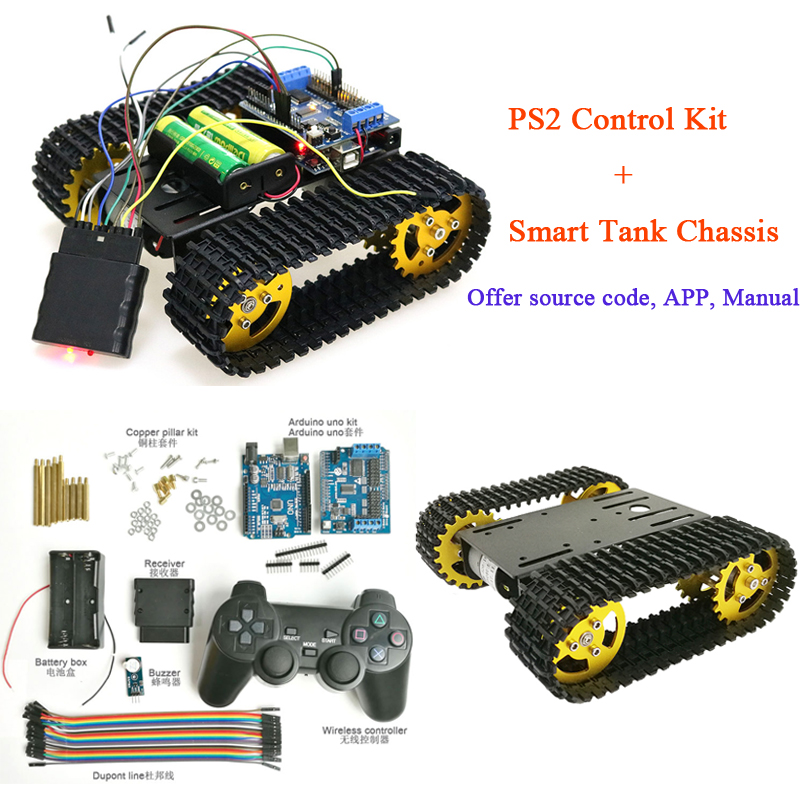 PS2 Control Kit
+
Smart Tank Chassis
Offer source code, APP, Manual
Copper pillar kit
铜柱套件
Arduino uno kit
Arduino uno套件
UNO
Receiver
接收器
SELECT
START
MODE
Battery box
电池盒
Buzzer
蜂鸣器
Wireless controller
无线控制器
Dupont line杜邦线